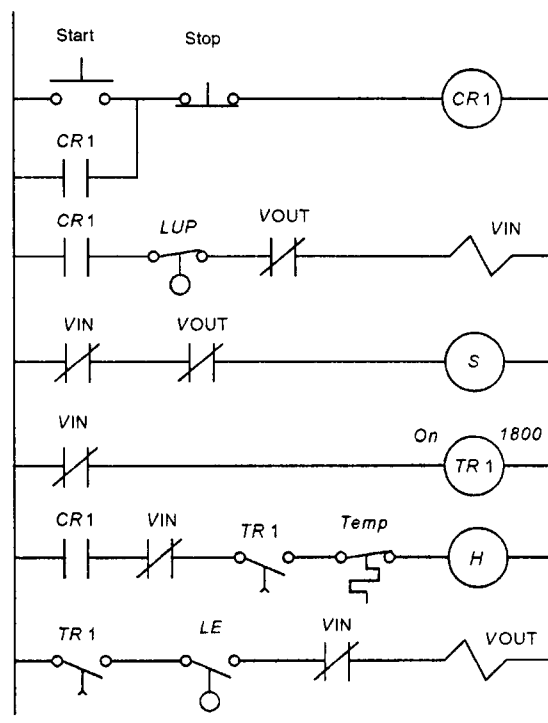 Start
Stop
CR1
CR1
CR1
LUP
VOUT
VIN
VIN
VOUT
S
VIN
On
1800
TR1
CR1
VIN
TR1
Temp
H
TR1
LE
VIN
VOUT